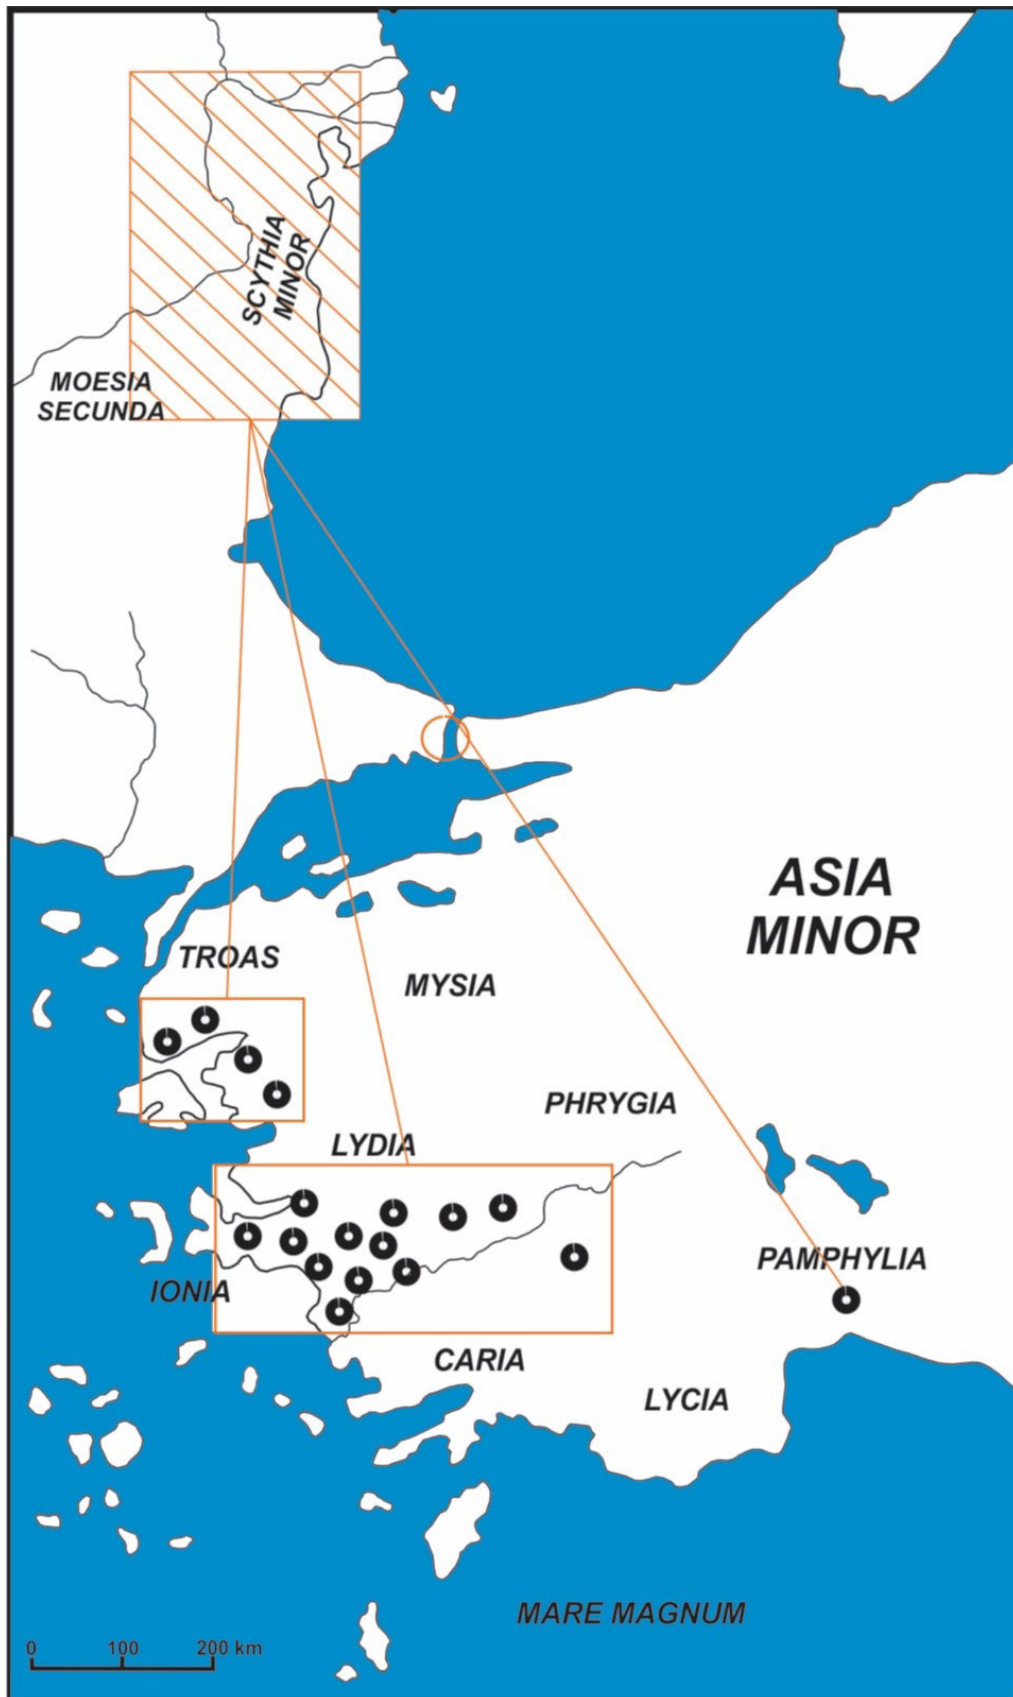 SCYTHIA
MINOR
MOESIA
SECUNDA
ASIA
MINOR
TROAS
MYSIA
PHRYGIA
LYDIA
PAMPHYLIA
IONIA
CARIA
LYCIA
MARE MAGNUM
0 100 200 km